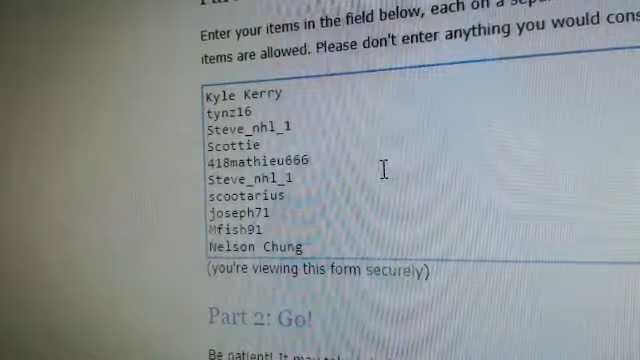 Enter your items in the field below, each on a
items are allowed. Please don't enter anything you would
Kyle Kerry
tynz16
Steve_nhl_1
Scottie
418mathieu666
Steve_nhl_1
scootarius
joseph71
Mfish91
Nelson Chung
(you're viewing this form securely)
Part 2: Go!
Be patient! It may